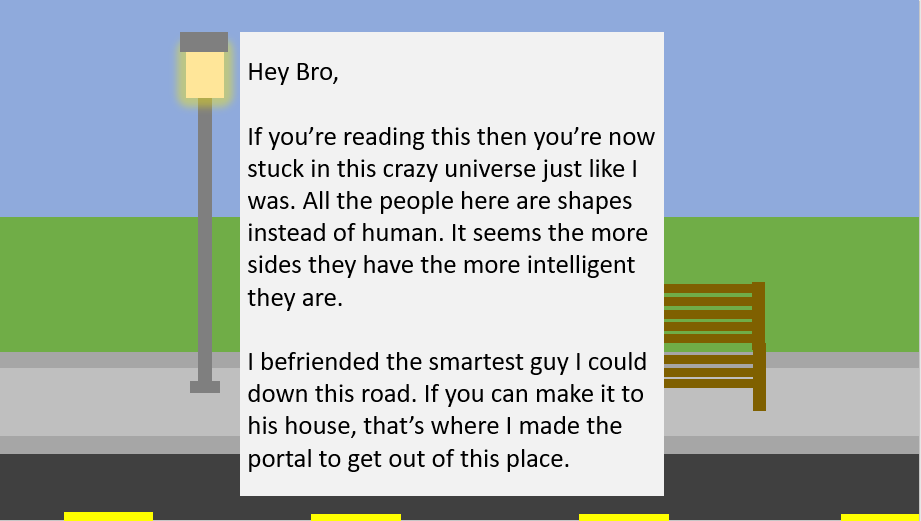 Hey Bro,
If you're reading this then you're now
stuck in this crazy universe just like I
was. All the people here are shapes
instead of human. It seems the more
sides they have the more intelligent
they are.
I befriended the smartest guy I could
down this road. If you can make it to
his house, that's where I made the
portal to get out of this place.